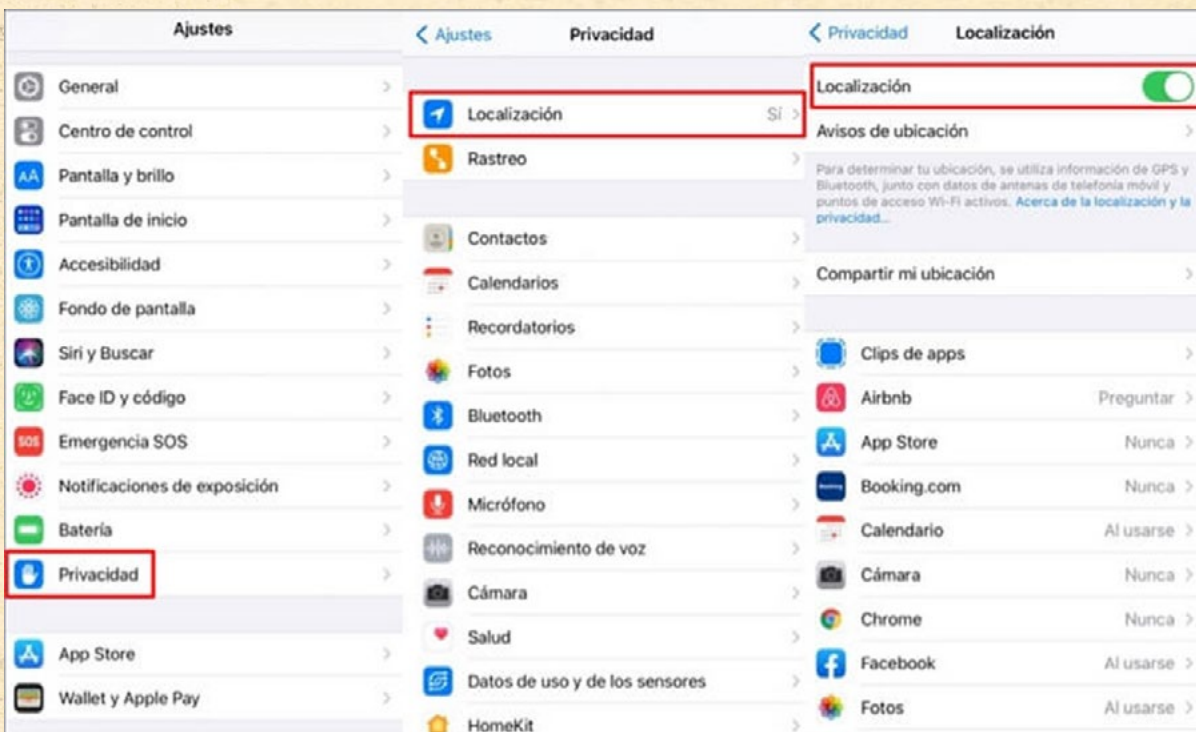 Ajustes
General
Centro de control
AA Pantalla y brillo
Pantalla de inicio
Accesibilidad
Fondo de pantalla
Siri y Buscar
Face ID y código
SOS Emergencia SOS
Notificaciones de exposición
Batería
Privacidad
App Store
Wallet y Apple Pay
Ajustes Privacidad
Localización Sí
Rastreo
Contactos
Calendarios
Recordatorios
Fotos
Bluetooth
Red local
Micrófono
Reconocimiento de voz
Cámara
Salud
Datos de uso y de los sensores
HomeKit
Privacidad Localización
Localización
Avisos de ubicación
Para determinar tu ubicación, se utiliza información de GPS y
Bluetooth, junto con datos de antenas de telefonía móvil y
puntos de acceso Wi-Fi activos. Acerca de la localización y la
privacidad...
Compartir mi ubicación
Clips de apps
Airbnb Preguntar
App Store Nunca
Booking.com Nunca
Calendario Al usarse
Cámara Nunca
Chrome Nunca
Facebook Al usarse
Fotos Al usarse